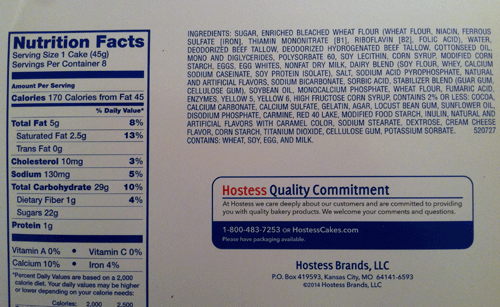 Nutrition Facts
Serving Size 1 Cake (45g)
Servings Per Container 8
Amount Per Serving
Calories 170 Calories from Fat 45
% Daily Value*
Total Fat 5g 8%
Saturated Fat 2.5g 13%
Trans Fat 0g
Cholesterol 10mg 3%
Sodium 130mg 5%
Total Carbohydrate 29g 10%
Dietary Fiber 1g 4%
Sugars 22g
Protein 1g
Vitamin A 0% • Vitamin C 0%
Calcium 10% • Iron 4%
*Percent Daily Values are based on a 2,000
calorie diet. Your daily values may be higher
or lower depending on your calorie needs:
Calories: 2,000 2,500
INGREDIENTS: SUGAR, ENRICHED BLEACHED WHEAT FLOUR (WHEAT FLOUR, NIACIN, FERROUS
SULFATE [IRON], THIAMIN MONONITRATE [B1], RIBOFLAVIN [B2], FOLIC ACID), WATER,
DEODORIZED BEEF TALLOW, DEODORIZED HYDROGENATED BEEF TALLOW, COTTONSEED OIL,
MONO AND DIGLYCERIDES, POLYSORBATE 60, SOY LECITHIN, CORN SYRUP, MODIFIED CORN
STARCH, EGGS, EGG WHITES, NONFAT DRY MILK, DAIRY BLEND (SOY FLOUR, WHEY, CALCIUM
SODIUM CASEINATE, SOY PROTEIN ISOLATE), SALT, SODIUM ACID PYROPHOSPHATE, NATURAL
AND ARTIFICIAL FLAVORS, SODIUM BICARBONATE, SORBIC ACID, STABILIZER BLEND (GUAR GUM,
CELLULOSE GUM), SOYBEAN OIL, MONOCALCIUM PHOSPHATE, WHEAT FLOUR, FUMARIC ACID,
ENZYMES, YELLOW 5, YELLOW 6, HIGH FRUCTOSE CORN SYRUP, CONTAINS 2% OR LESS: COCOA,
CALCIUM CARBONATE, CALCIUM SULFATE, GELATIN, AGAR, LOCUST BEAN GUM, SUNFLOWER OIL,
DISODIUM PHOSPHATE, CARMINE, RED 40 LAKE, MODIFIED FOOD STARCH, INULIN, NATURAL AND
ARTIFICIAL FLAVORS WITH CARAMEL COLOR, SODIUM STEARATE, DEXTROSE, CREAM CHEESE
FLAVOR, CORN STARCH, TITANIUM DIOXIDE, CELLULOSE GUM, POTASSIUM SORBATE. 520727
CONTAINS: WHEAT, SOY, EGG, AND MILK.
Hostess Quality Commitment
At Hostess we care deeply about our customers and are committed to providing
you with quality bakery products. We welcome your comments and questions.
1-800-483-7253 OR HostessCakes.com
Please have packaging available.
Hostess Brands, LLC
P.O. Box 419593, Kansas City, MO 64141-6593
©2014 Hostess Brands, LLC